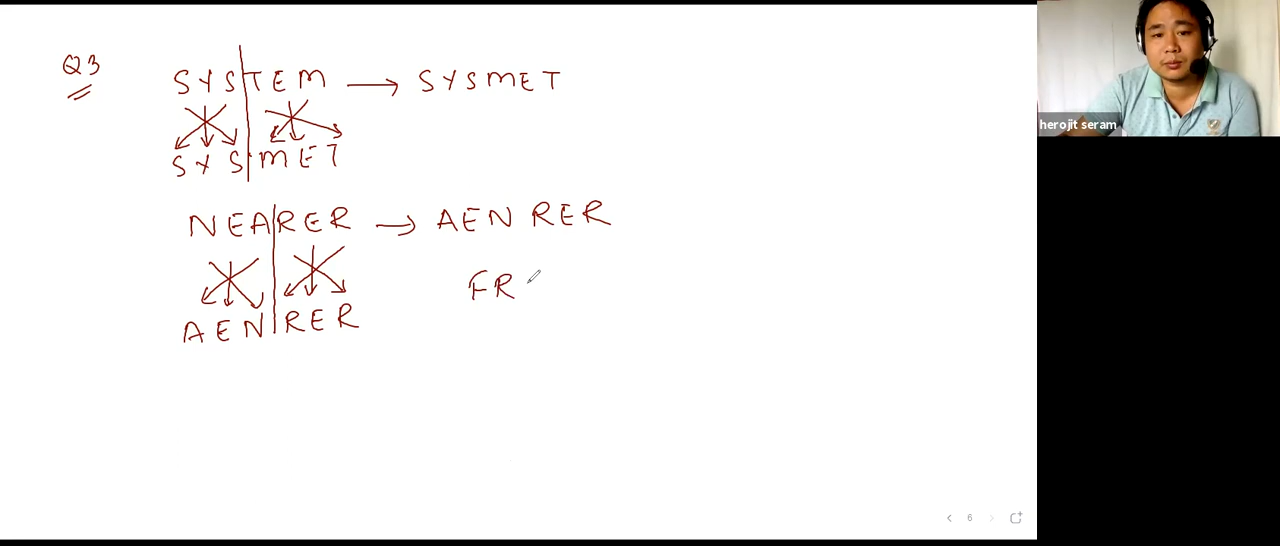 Q3
SYSTEM → SYSMET
SYSMET
NEARER → AENRER
AENRER
FR
herojit seram
6